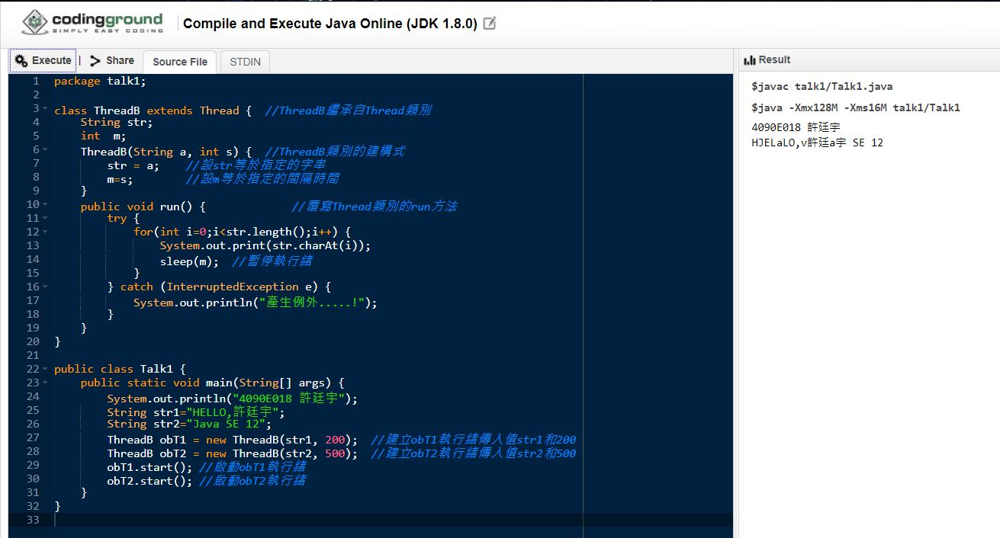 codingground
SIMPLY EASY CODING
Compile and Execute Java Online (JDK 1.8.0)
Execute | Share Source File STDIN
1 package talk1;
2
3 class ThreadB extends Thread { //ThreadB繼承自Thread類別
4 String str;
5 int m;
6 ThreadB(String a, int s) { //ThreadB類別的建構式
7 str = a; //設str等於指定的字串
8 m=s; //設m等於指定的間隔時間
9 }
10 public void run() { //覆寫Thread類別的run方法
11 try {
12 for(int i=0;i<str.length();i++) {
13 System.out.print(str.charAt(i));
14 sleep(m); //暫停執行緒
15 }
16 } catch (InterruptedException e) {
17 System.out.println("產生例外.....!");
18 }
19 }
20 }
21
22 public class Talk1 {
23 public static void main(String[] args) {
24 System.out.println("4090E018 許廷宇");
25 String str1="HELLO,許廷宇";
26 String str2="Java SE 12";
27 ThreadB obT1 = new ThreadB(str1, 200); //建立obT1執行緒傳入值str1和200
28 ThreadB obT2 = new ThreadB(str2, 500); //建立obT2執行緒傳入值str2和500
29 obT1.start(); //啟動obT1執行緒
30 obT2.start(); //啟動obT2執行緒
31 }
32 }
33
Result
$javac talk1/Talk1.java
$java -Xmx128M -Xms16M talk1/Talk1
4090E018 許廷宇
HJELaLO,v許廷a宇 SE 12